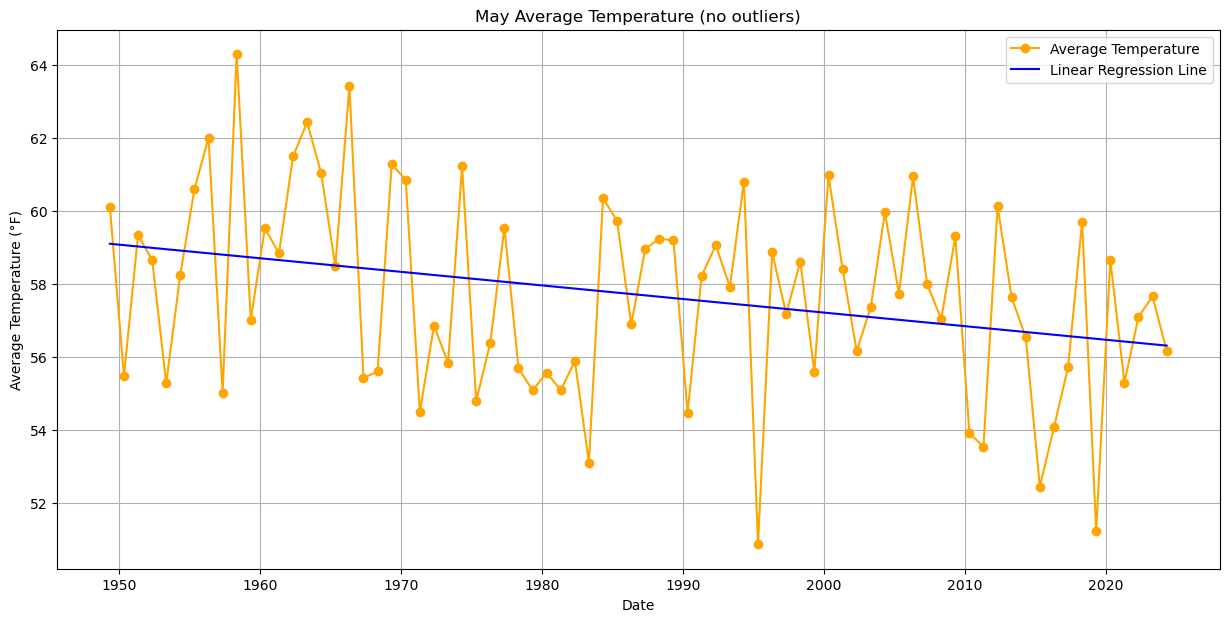 May Average Temperature (no outliers)
Average Temperature
Linear Regression Line
Average Temperature (°F)
64
62
60
58
56
54
52
1950 1960 1970 1980 1990 2000 2010 2020
Date